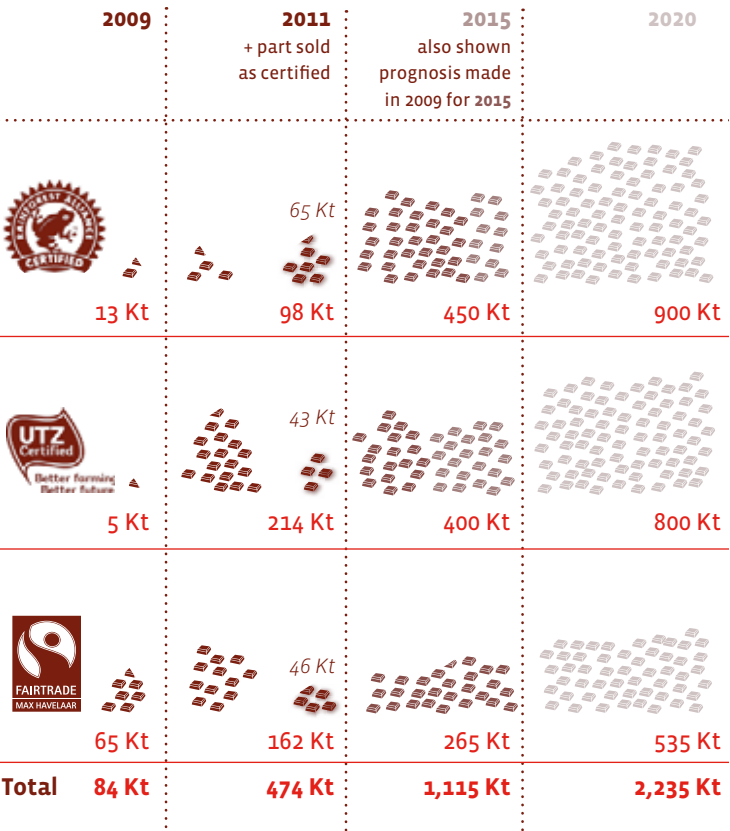 2009 2011 2015 2020
+ part sold also shown
as certified prognosis made
in 2009 for 2015
RAINFOREST ALLIANCE
CERTIFIED
65 Kt
13 Kt 98 Kt 450 Kt 900 Kt
UTZ
Certified
Better farming
Better future
43 Kt
5 Kt 214 Kt 400 Kt 800 Kt
FAIRTRADE
MAX HAVELAAR
46 Kt
65 Kt 162 Kt 265 Kt 535 Kt
Total 84 Kt 474 Kt 1,115 Kt 2,235 Kt